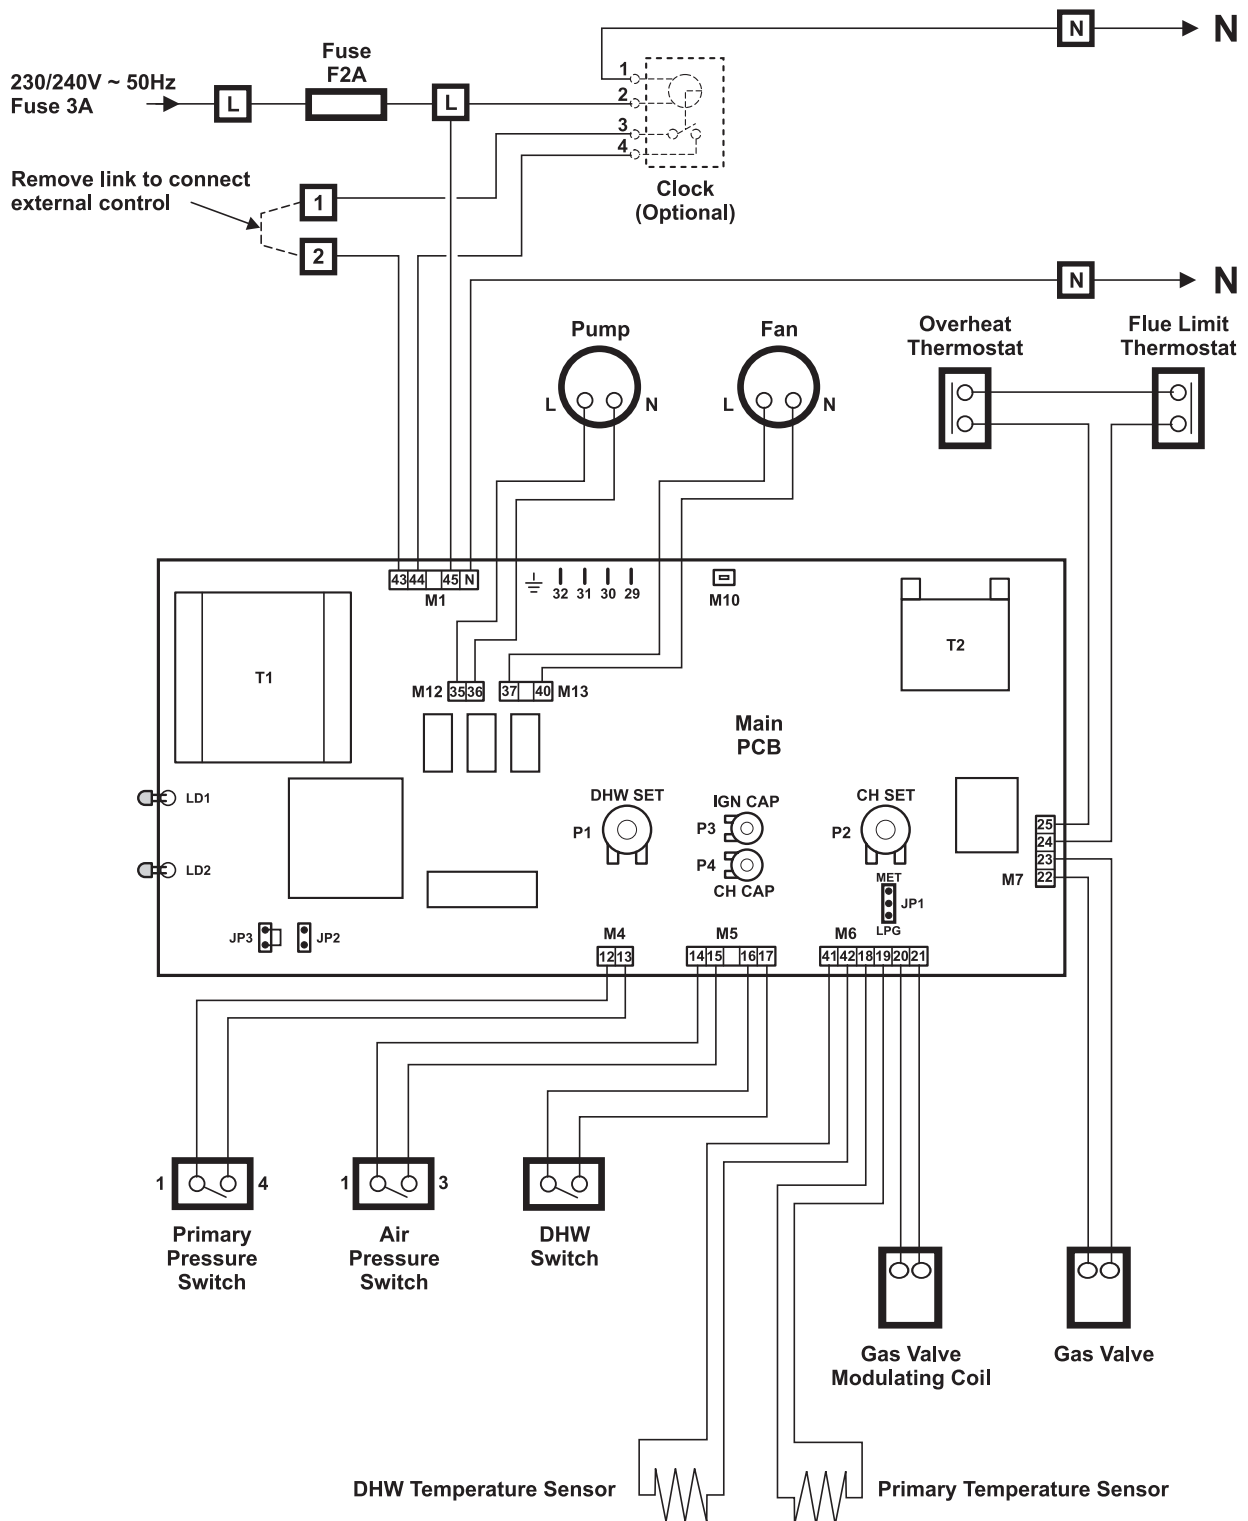 N N
Fuse
F2A
230/240V ~ 50Hz
Fuse 3A
L L
1
2
3
4
Clock
(Optional)
Remove link to connect
external control
1
2
N N
Pump
Fan
Overheat
Thermostat
Flue Limit
Thermostat
L N
L N
43 44 45 N
M1
32 31 30 29
M10
T1
T2
M12 35 36
37 40 M13
Main
PCB
LD1
LD2
DHW SET
P1
IGN CAP
P3
P4
CH CAP
CH SET
P2
MET
JP1
LPG
25
24
23
22
M7
JP3
JP2
M4
12 13
M5
14 15 16 17
M6
41 42 18 19 20 21
1 4
Primary
Pressure
Switch
1 3
Air
Pressure
Switch
DHW
Switch
Gas Valve
Modulating Coil
Gas Valve
DHW Temperature Sensor
Primary Temperature Sensor